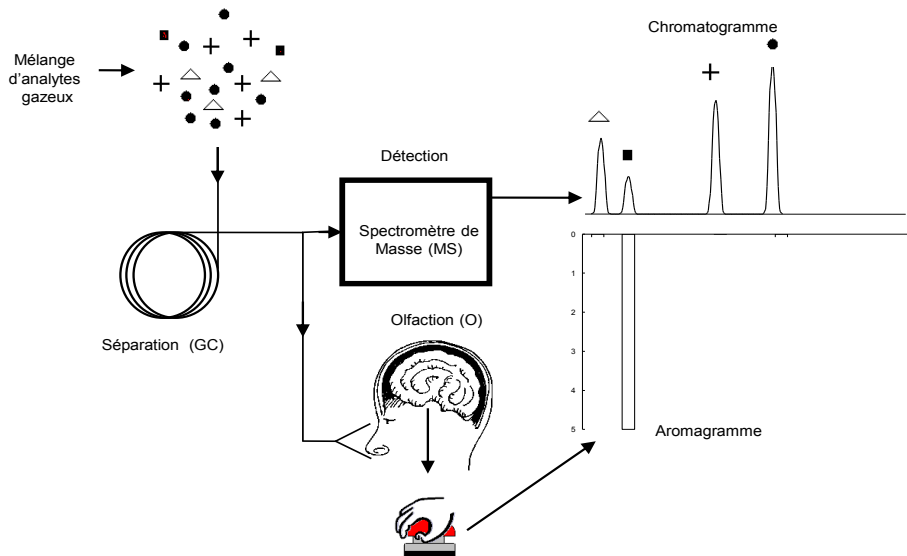 Chromatogramme
Mélange
d'analytes
gazeux
Détection
Spectromètre de
Masse (MS)
0
1
2
3
4
5
Olfaction (O)
Séparation (GC)
Aromagramme